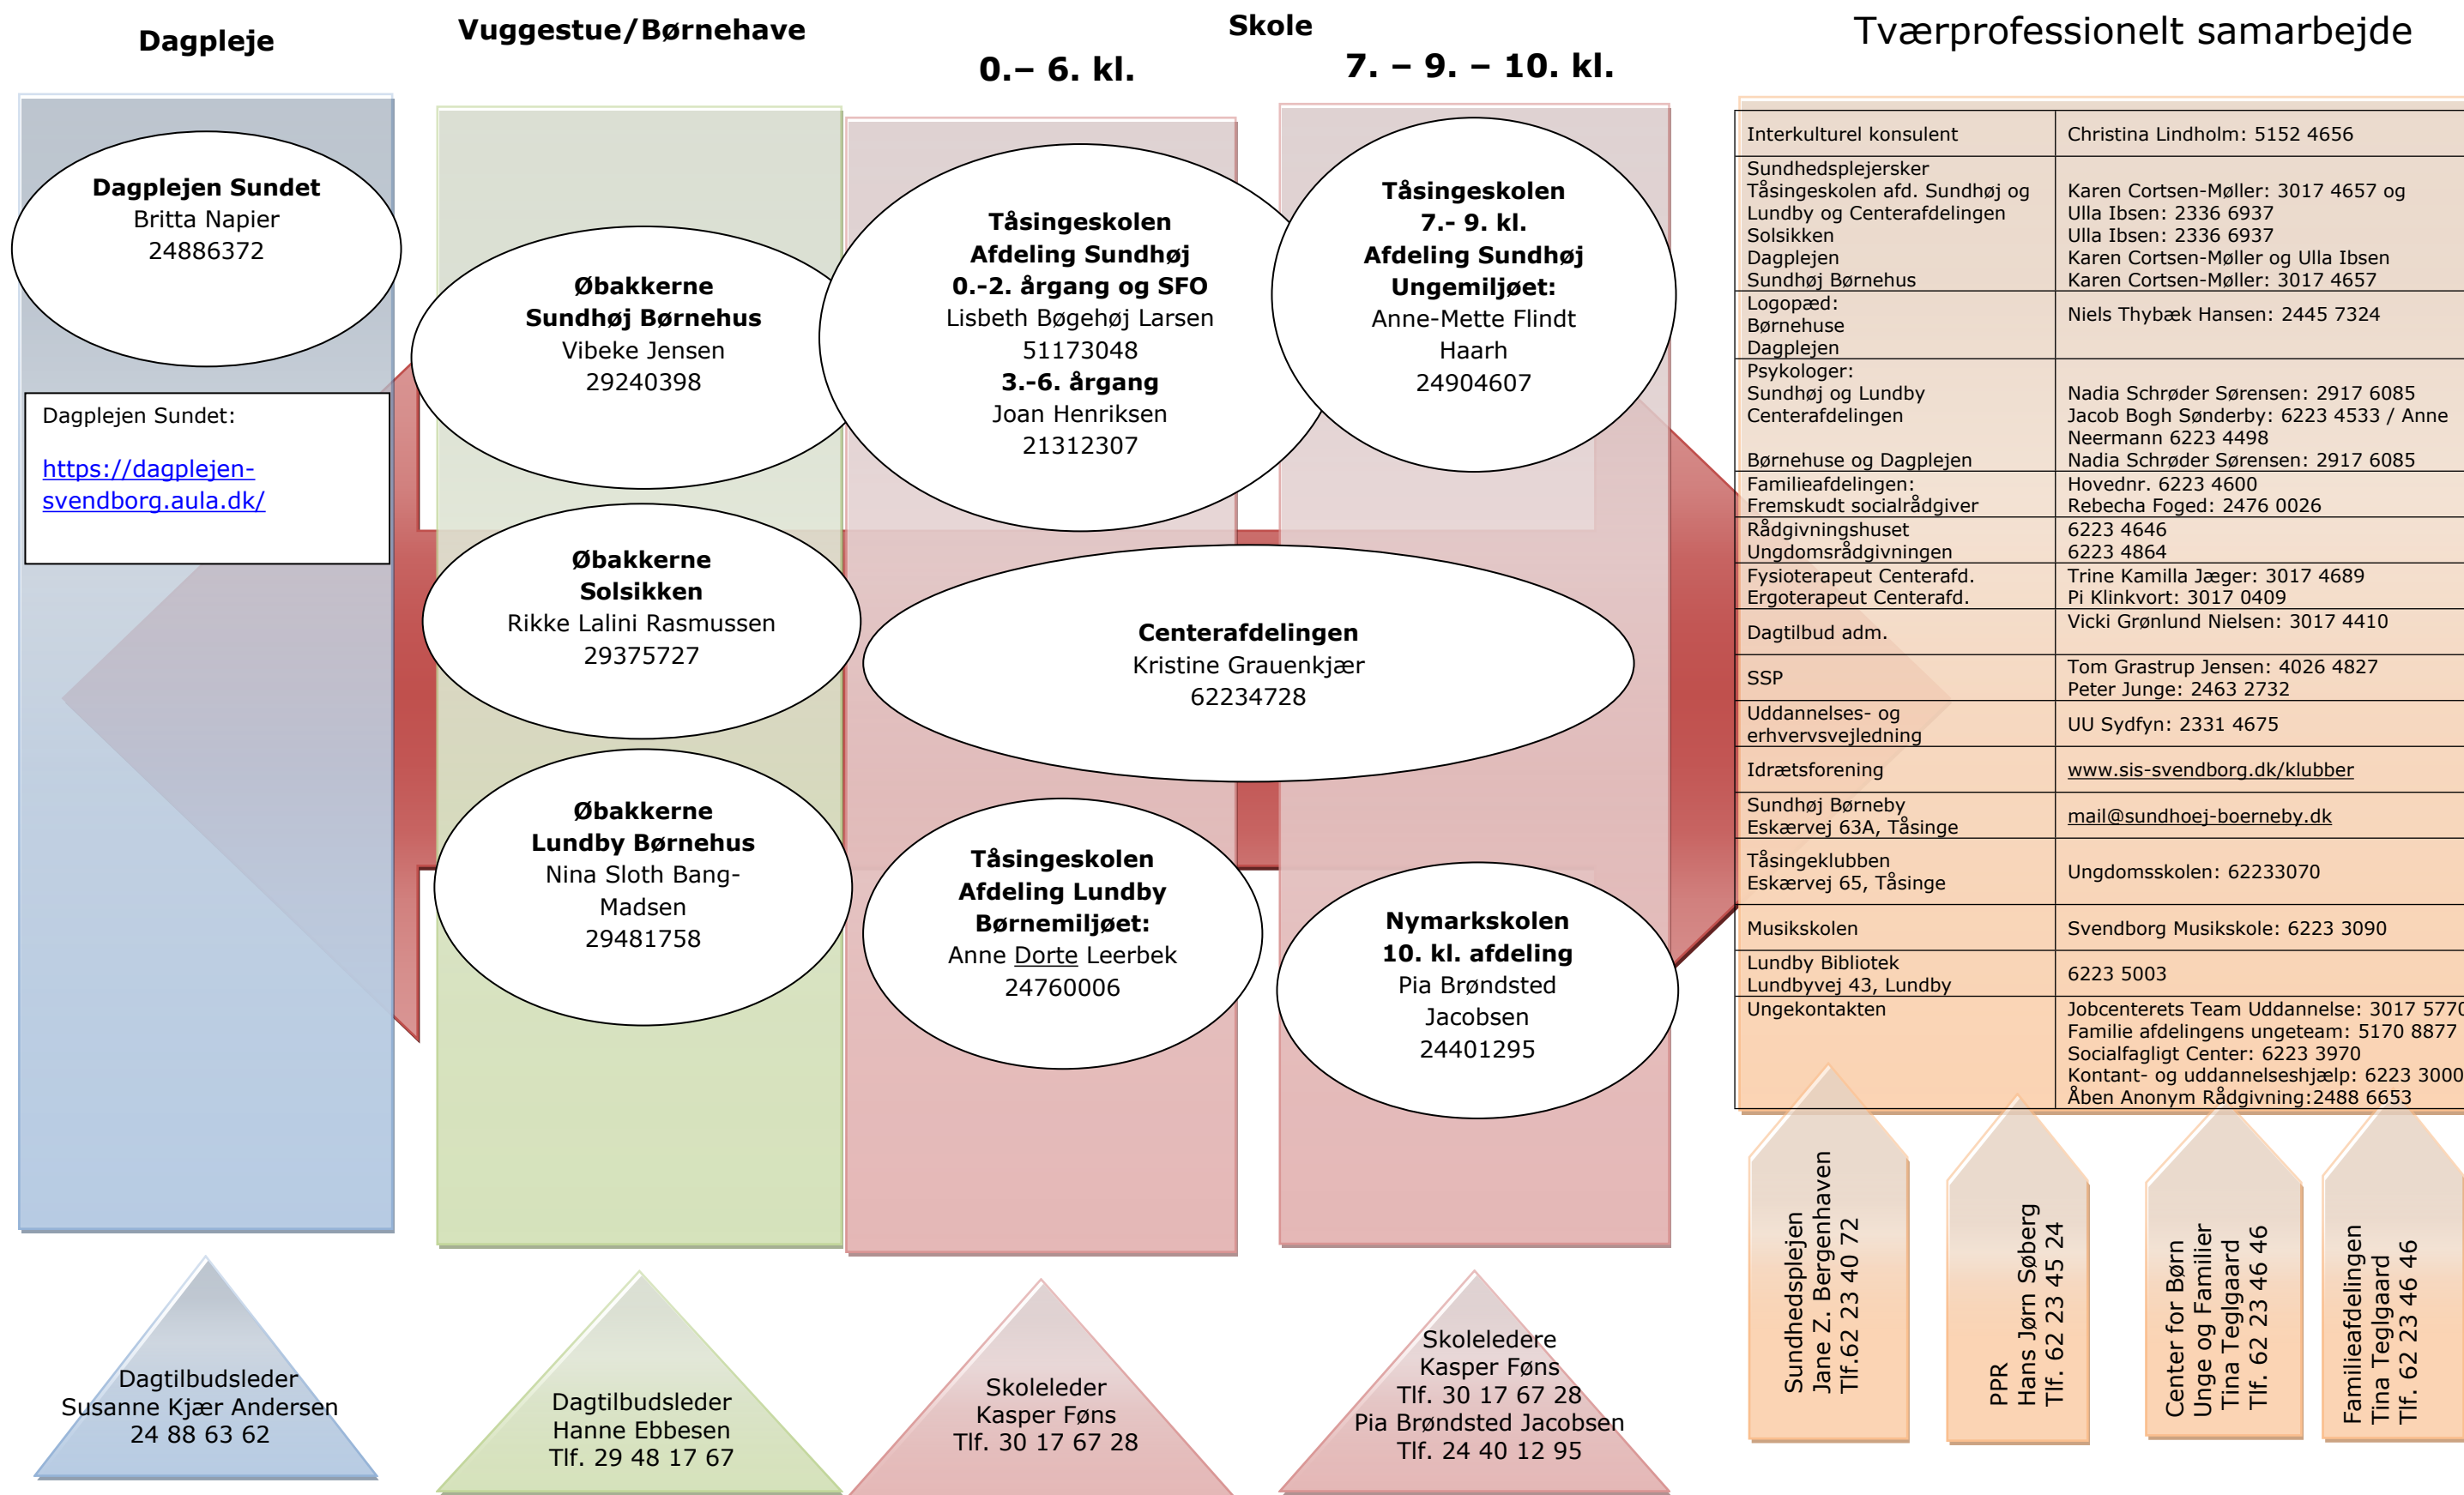 Dagpleje
Vuggestue/Børnehave
Skole
0.– 6. kl.
7. – 9. – 10. kl.
Tværprofessionelt samarbejde
Dagplejen Sundet
Britta Napier
24886372
Dagplejen Sundet:
https://dagplejen-
svendborg.aula.dk/
Øbakkerne
Sundhøj Børnehus
Vibeke Jensen
29240398
Øbakkerne
Solsikken
Rikke Lalini Rasmussen
29375727
Øbakkerne
Lundby Børnehus
Nina Sloth Bang-
Madsen
29481758
Tåsingeskolen
Afdeling Sundhøj
0.-2. årgang og SFO
Lisbeth Bøgehøj Larsen
51173048
3.-6. årgang
Joan Henriksen
21312307
Tåsingeskolen
7.- 9. kl.
Afdeling Sundhøj
Ungemiljøet:
Anne-Mette Flindt
Haarh
24904607
Centerafdelingen
Kristine Grauenkjær
62234728
Tåsingeskolen
Afdeling Lundby
Børnemiljøet:
Anne Dorte Leerbek
24760006
Nymarkskolen
10. kl. afdeling
Pia Brøndsted
Jacobsen
24401295
Interkulturel konsulent Christina Lindholm: 5152 4656
Sundhedsplejersker
Tåsingeskolen afd. Sundhøj og Karen Cortsen-Møller: 3017 4657 og
Lundby og Centerafdelingen Ulla Ibsen: 2336 6937
Solsikken Ulla Ibsen: 2336 6937
Dagplejen Karen Cortsen-Møller og Ulla Ibsen
Sundhøj Børnehus Karen Cortsen-Møller: 3017 4657
Logopæd:
Børnehuse Niels Thybæk Hansen: 2445 7324
Dagplejen
Psykologer:
Sundhøj og Lundby Nadia Schrøder Sørensen: 2917 6085
Centerafdelingen Jacob Bogh Sønderby: 6223 4533 / Anne
Neermann 6223 4498
Børnehuse og Dagplejen Nadia Schrøder Sørensen: 2917 6085
Familieafdelingen: Hovednr. 6223 4600
Fremskudt socialrådgiver Rebecha Foged: 2476 0026
Rådgivningshuset 6223 4646
Ungdomsrådgivningen 6223 4864
Fysioterapeut Centerafd. Trine Kamilla Jæger: 3017 4689
Ergoterapeut Centerafd. Pi Klinkvort: 3017 0409
Dagtilbud adm. Vicki Grønlund Nielsen: 3017 4410
SSP Tom Grastrup Jensen: 4026 4827
Peter Junge: 2463 2732
Uddannelses- og
erhvervsvejledning UU Sydfyn: 2331 4675
Idrætsforening www.sis-svendborg.dk/klubber
Sundhøj Børneby
Eskærvej 63A, Tåsinge mail@sundhoej-boerneby.dk
Tåsingeklubben
Eskærvej 65, Tåsinge Ungdomsskolen: 62233070
Musikskolen Svendborg Musikskole: 6223 3090
Lundby Bibliotek
Lundbyvej 43, Lundby 6223 5003
Ungekontakten Jobcenterets Team Uddannelse: 3017 5770
Familie afdelingens ungeteam: 5170 8877
Socialfagligt Center: 6223 3970
Kontant- og uddannelseshjælp: 6223 3000
Åben Anonym Rådgivning:2488 6653
Dagtilbudsleder
Susanne Kjær Andersen
24 88 63 62
Dagtilbudsleder
Hanne Ebbesen
Tlf. 29 48 17 67
Skoleleder
Kasper Føns
Tlf. 30 17 67 28
Skoleledere
Kasper Føns
Tlf. 30 17 67 28
Pia Brøndsted Jacobsen
Tlf. 24 40 12 95
Sundhedsplejen
Jane Z. Bergenhaven
Tlf.62 23 40 72
PPR
Hans Jørn Søberg
Tlf. 62 23 45 24
Center for Børn
Unge og Familier
Tina Teglgaard
Tlf. 62 23 46 46
Familieafdelingen
Tina Teglgaard
Tlf. 62 23 46 46